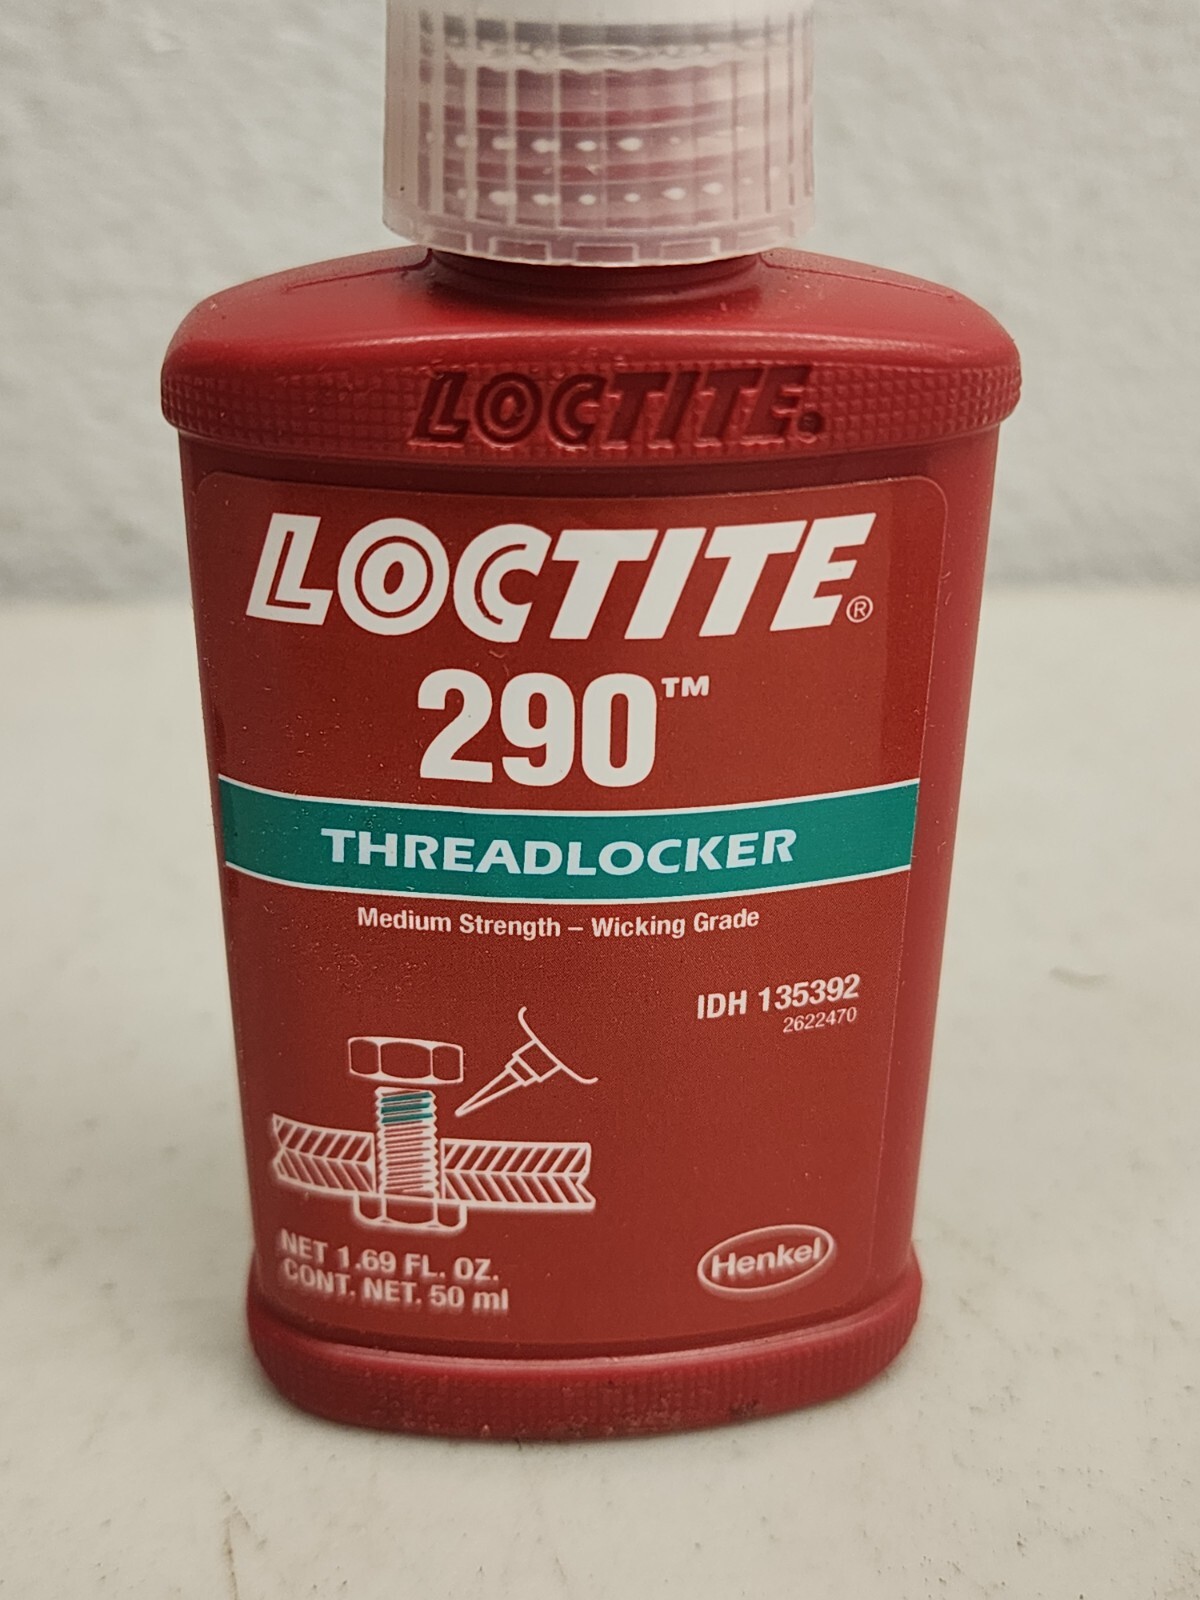 LOCTITE.
LOCTITE®
290™
THREADLOCKER
Medium Strength – Wicking Grade
IDH 135392
2622470
NET 1.69 FL. OZ.
CONT. NET. 50 ml
Henkel